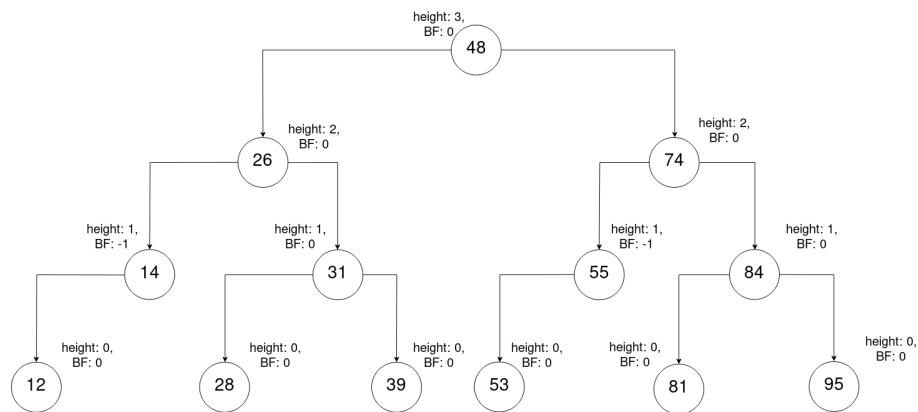 height: 3,
BF: 0
48
height: 2,
BF: 0
26
height: 2,
BF: 0
74
height: 1,
BF: -1
14
height: 1,
BF: 0
31
height: 1,
BF: -1
55
height: 1,
BF: 0
84
height: 0,
BF: 0
12
height: 0,
BF: 0
28
height: 0,
BF: 0
39
height: 0,
BF: 0
53
height: 0,
BF: 0
81
height: 0,
BF: 0
95